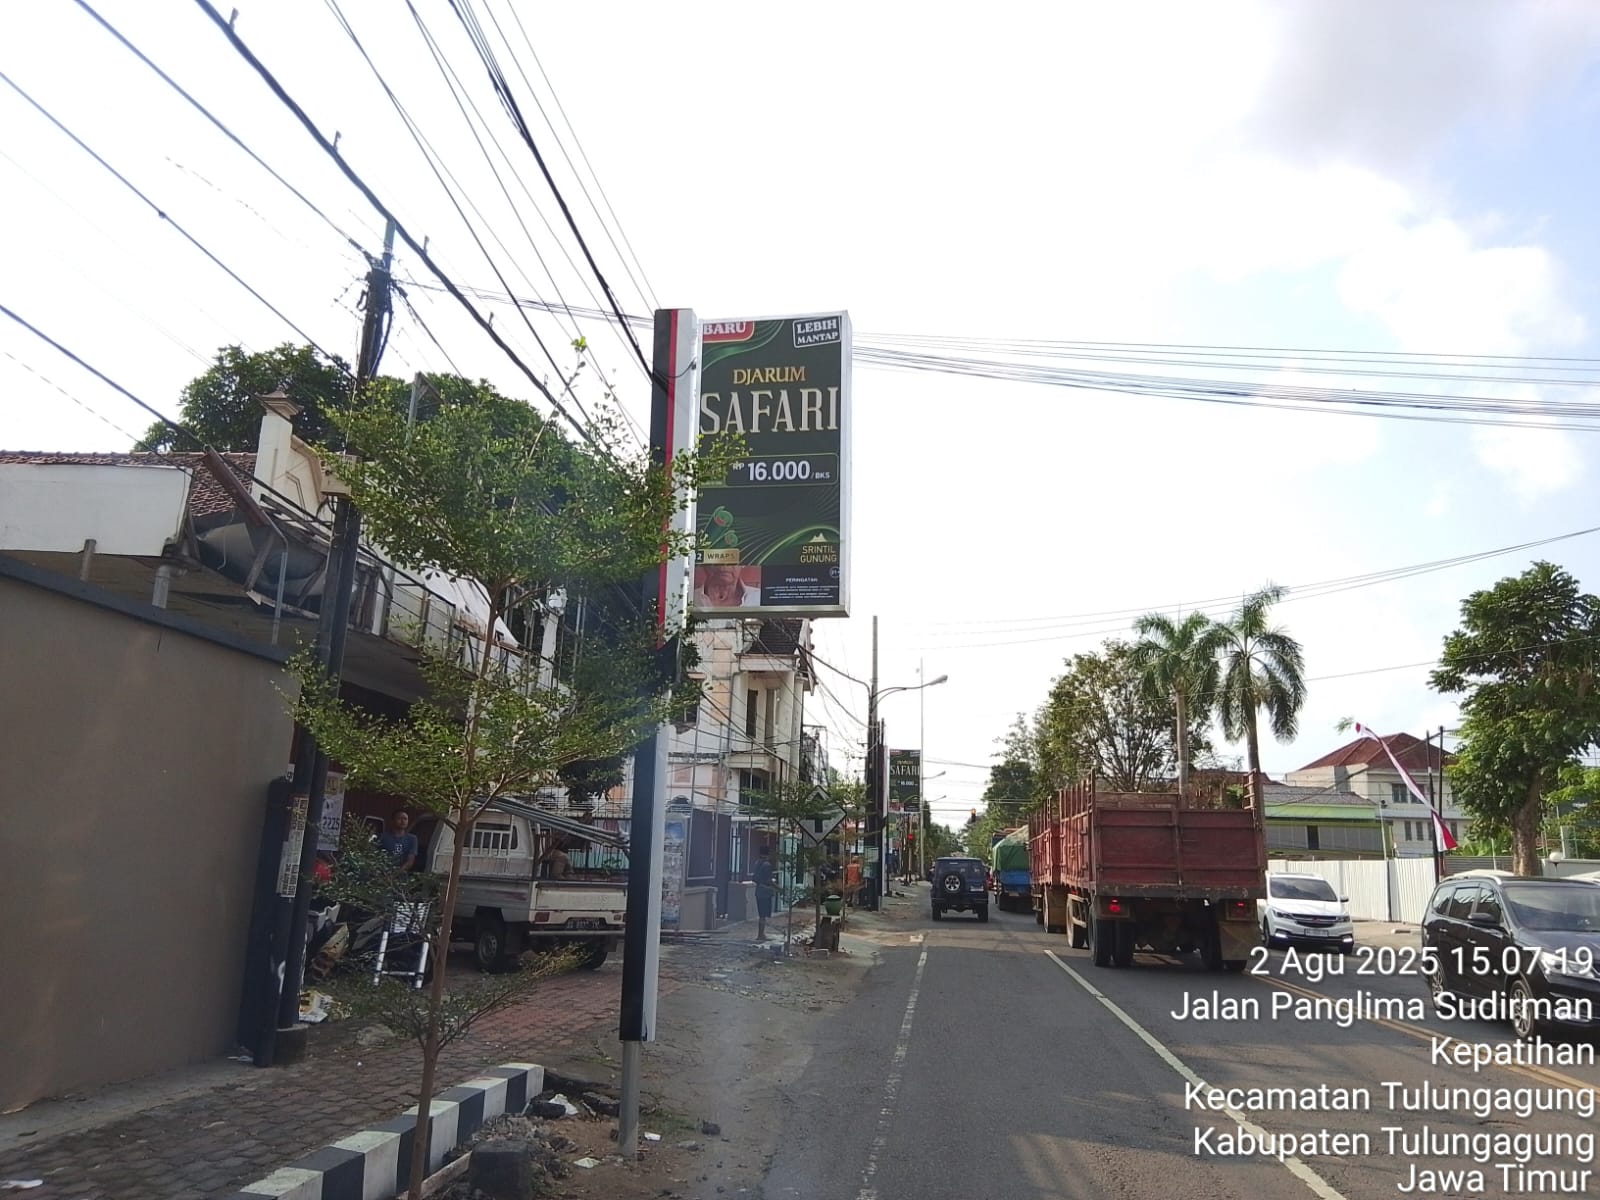 BARU
LEBIH
MANTAP
DJARUM
SAFARI
RP 16.000/BKS
WRAPS
SRINTIL
GUNUNG
PERINGATAN
SAFARI
2 Agu 2025 15.07.19
Jalan Panglima Sudirman
Kepatihan
Kecamatan Tulungagung
Kabupaten Tulungagung
Jawa Timur